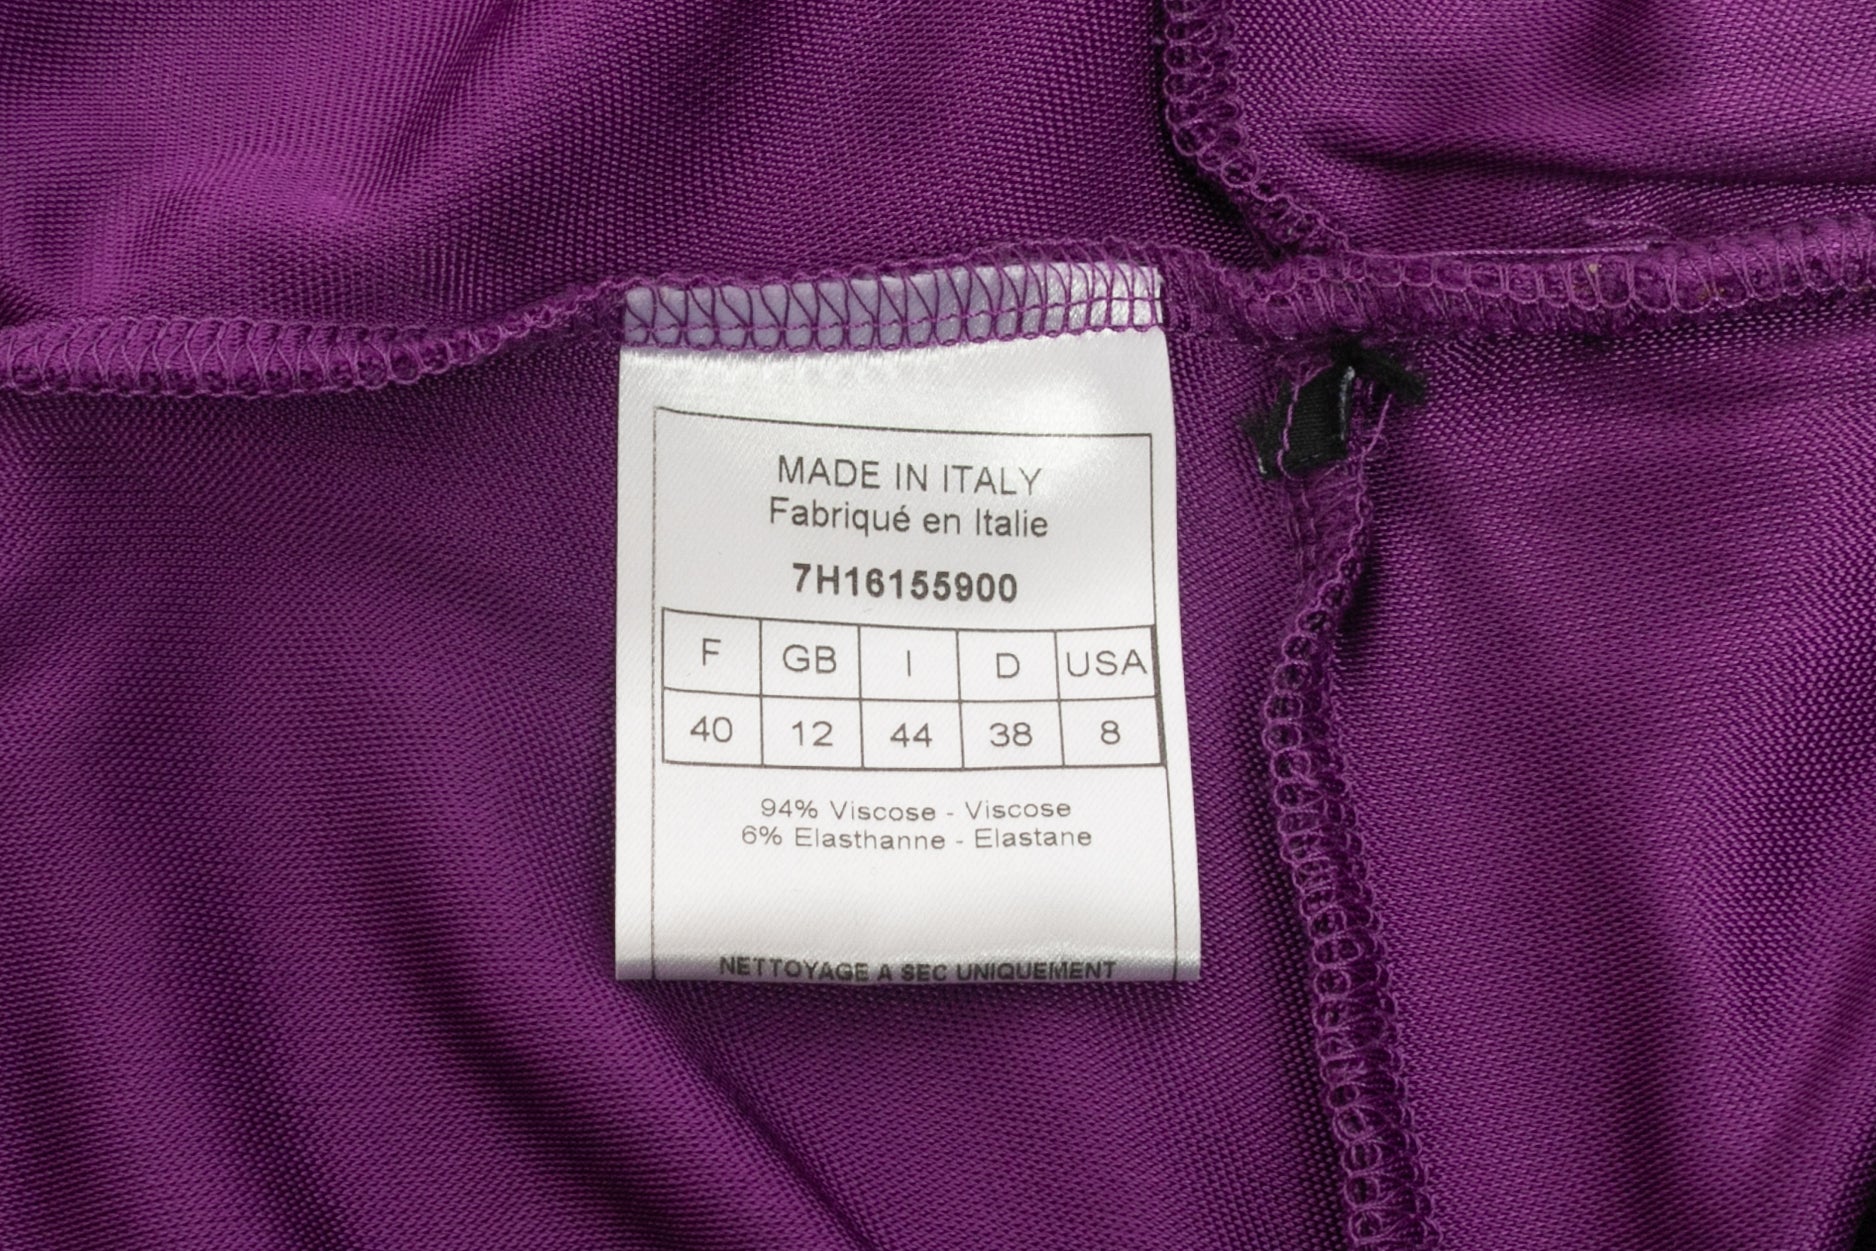 MADE IN ITALY
Fabriqué en Italie
7H16155900
F GB I D USA
40 12 44 38 8
94% Viscose - Viscose
6% Elasthanne - Elastane
NETTOYAGE A SEC UNIQUEMENT